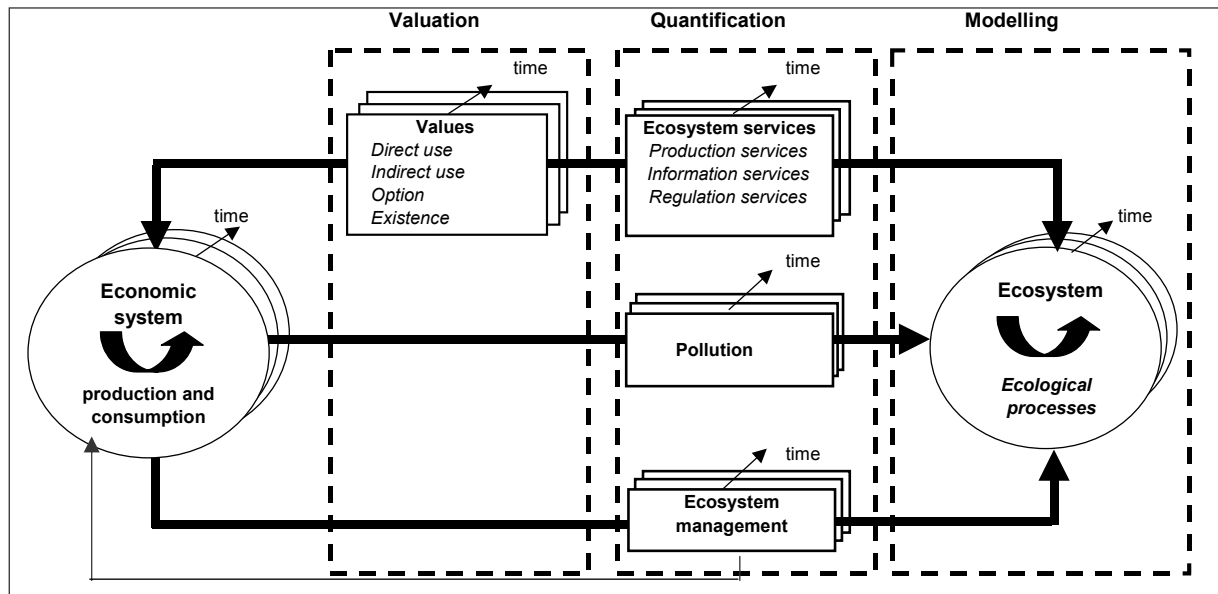 Valuation
Quantification
Modelling
time
Values
Direct use
Indirect use
Option
Existence
time
Ecosystem services
Production services
Information services
Regulation services
time
Economic
system
production and
consumption
time
Pollution
time
Ecosystem
management
time
Ecosystem
Ecological
processes